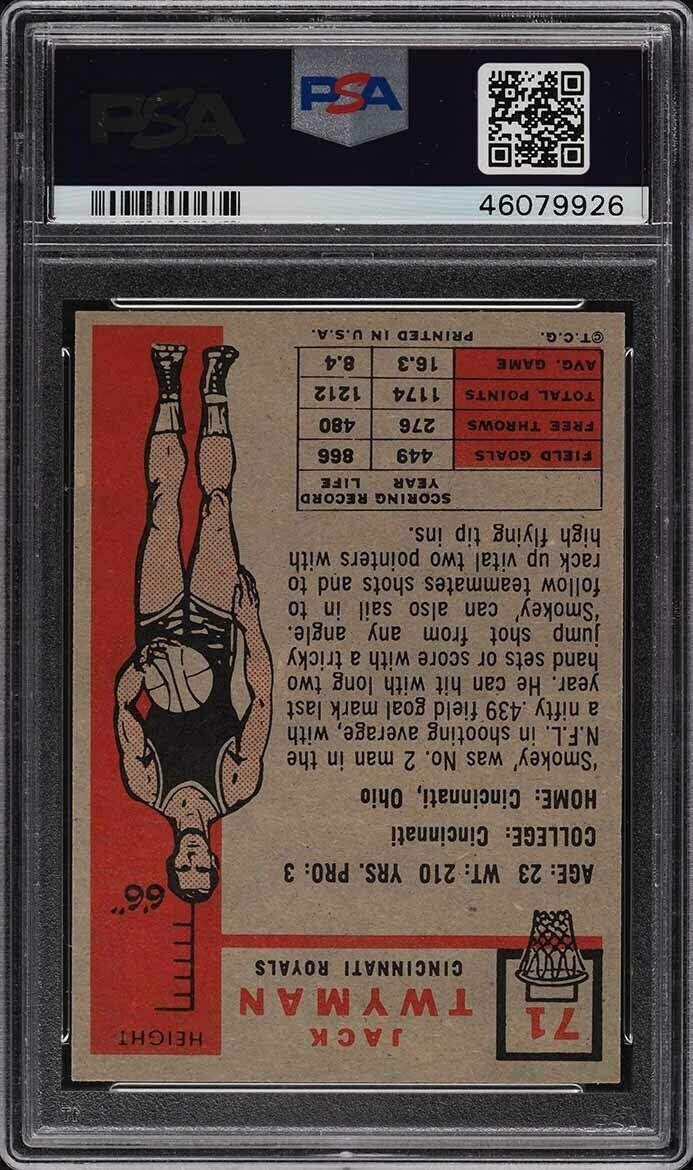 PSA
PSA
46079926
71
JACK
TWYMAN
CINCINNATI ROYALS
HEIGHT
6'6"
AGE: 23 WT: 210 YRS. PRO: 3
COLLEGE: Cincinnati
HOME: Cincinnati, Ohio
'Smokey' was No. 2 man in the
N.F.L. in shooting average, with
a nifty .439 field goal mark last
year. He can hit with long two
hand sets or score with a tricky
jump shot from any angle.
'Smokey' can also sail in to
follow teammates shots and to
rack up vital two pointers with
high flying tip ins.
SCORING RECORD
YEAR LIFE
FIELD GOALS 449 866
FREE THROWS 276 480
TOTAL POINTS 1174 1212
AVG. GAME 16.3 8.4
©T.C.G. PRINTED IN U.S.A.